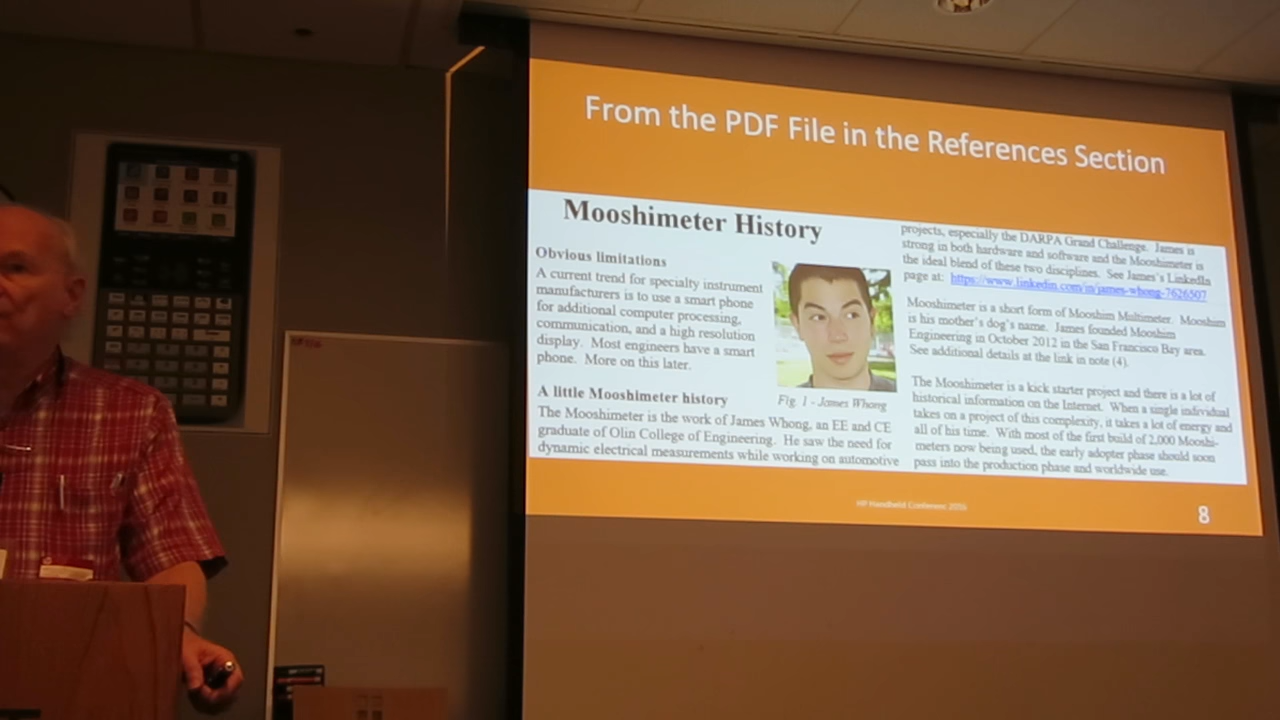 From the PDF File in the References Section
Mooshimeter History
Obvious limitations
A current trend for specialty instrument
manufacturers is to use a smart phone
for additional computer processing,
communication, and a high resolution
display. Most engineers have a smart
phone. More on this later.
Fig. 1 - James Whong
A little Mooshimeter history
The Mooshimeter is the work of James Whong, an EE and CE
graduate of Olin College of Engineering. He saw the need for
dynamic electrical measurements while working on automotive
projects, especially the DARPA Grand Challenge. James is
strong in both hardware and software and the Mooshimeter is
the ideal blend of these two disciplines. See James's LinkedIn
page at: https://www.linkedin.com/in/james-whong-7626507
Mooshimeter is a short form of Mooshim Multimeter. Mooshim
is his mother's dog's name. James founded Mooshim
Engineering in October 2012 in the San Francisco Bay area.
See additional details at the link in note (4).
The Mooshimeter is a kick starter project and there is a lot of
historical information on the Internet. When a single individual
takes on a project of this complexity, it takes a lot of energy and
all of his time. With most of the first build of 2,000 Mooshi-
meters now being used, the early adopter phase should soon
pass into the production phase and worldwide use.
HP Handheld Conference
8